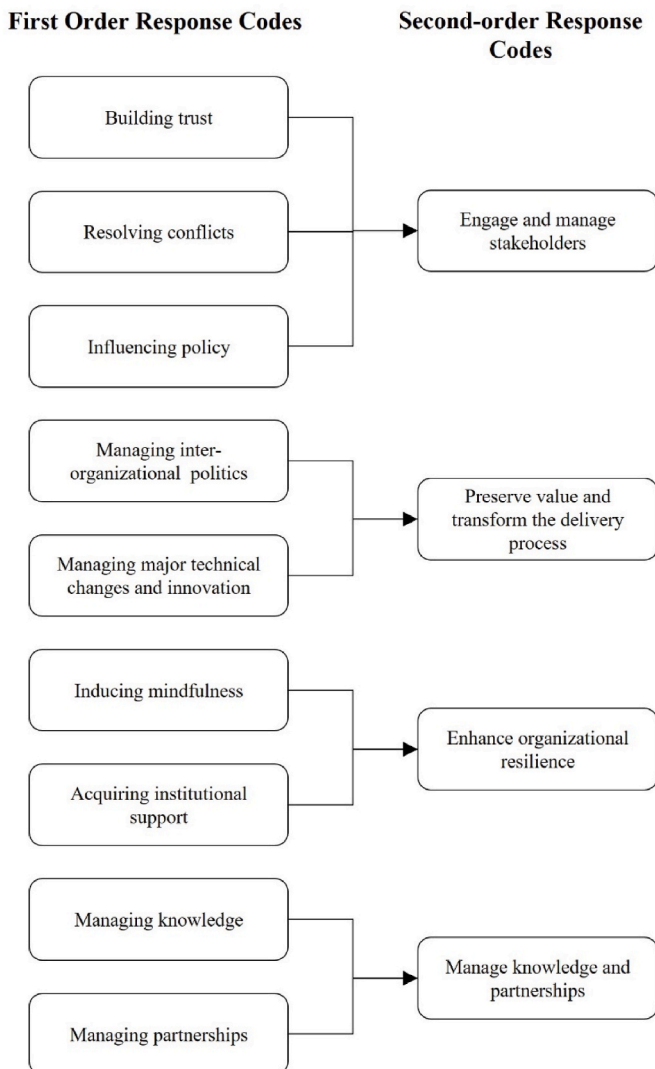 First Order Response Codes
Second-order Response
Codes
Building trust
Resolving conflicts
Influencing policy
Engage and manage
stakeholders
Managing inter-
organizational politics
Managing major technical
changes and innovation
Preserve value and
transform the delivery
process
Inducing mindfulness
Acquiring institutional
support
Enhance organizational
resilience
Managing knowledge
Managing partnerships
Manage knowledge and
partnerships